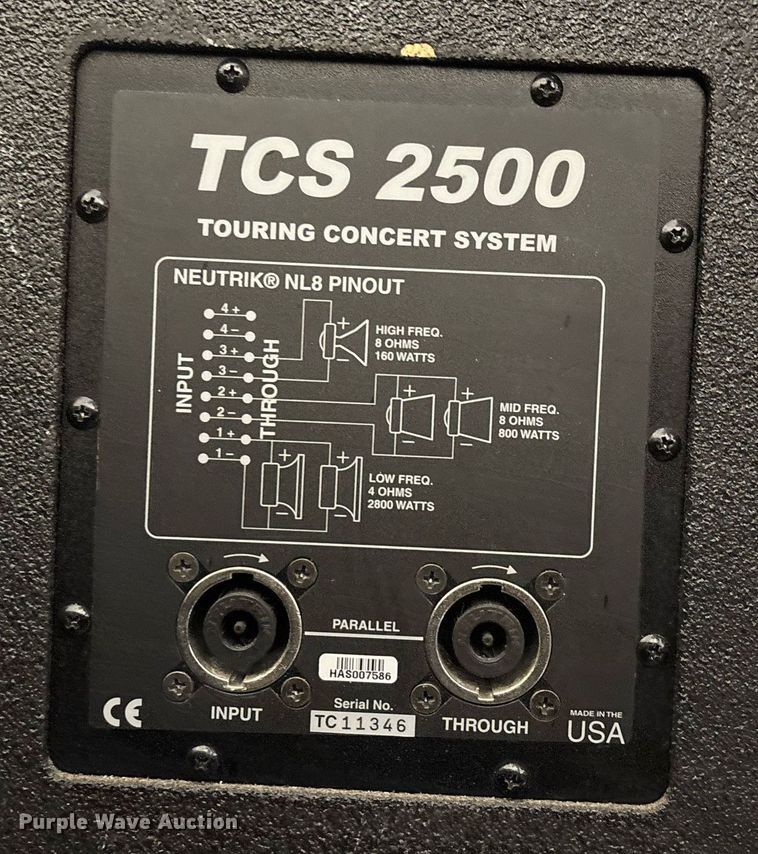 TCS 2500
TOURING CONCERT SYSTEM
NEUTRIK® NL8 PINOUT
INPUT
4+
4−
3+
3−
2+
2−
1+
1−
THROUGH
+
−
HIGH FREQ.
8 OHMS
160 WATTS
+
−
+
−
MID FREQ.
8 OHMS
800 WATTS
+
−
+
−
LOW FREQ.
4 OHMS
2800 WATTS
PARALLEL
HAS007586
Serial No.
TC11346
INPUT
THROUGH
CE
MADE IN THE
USA
Purple Wave Auction